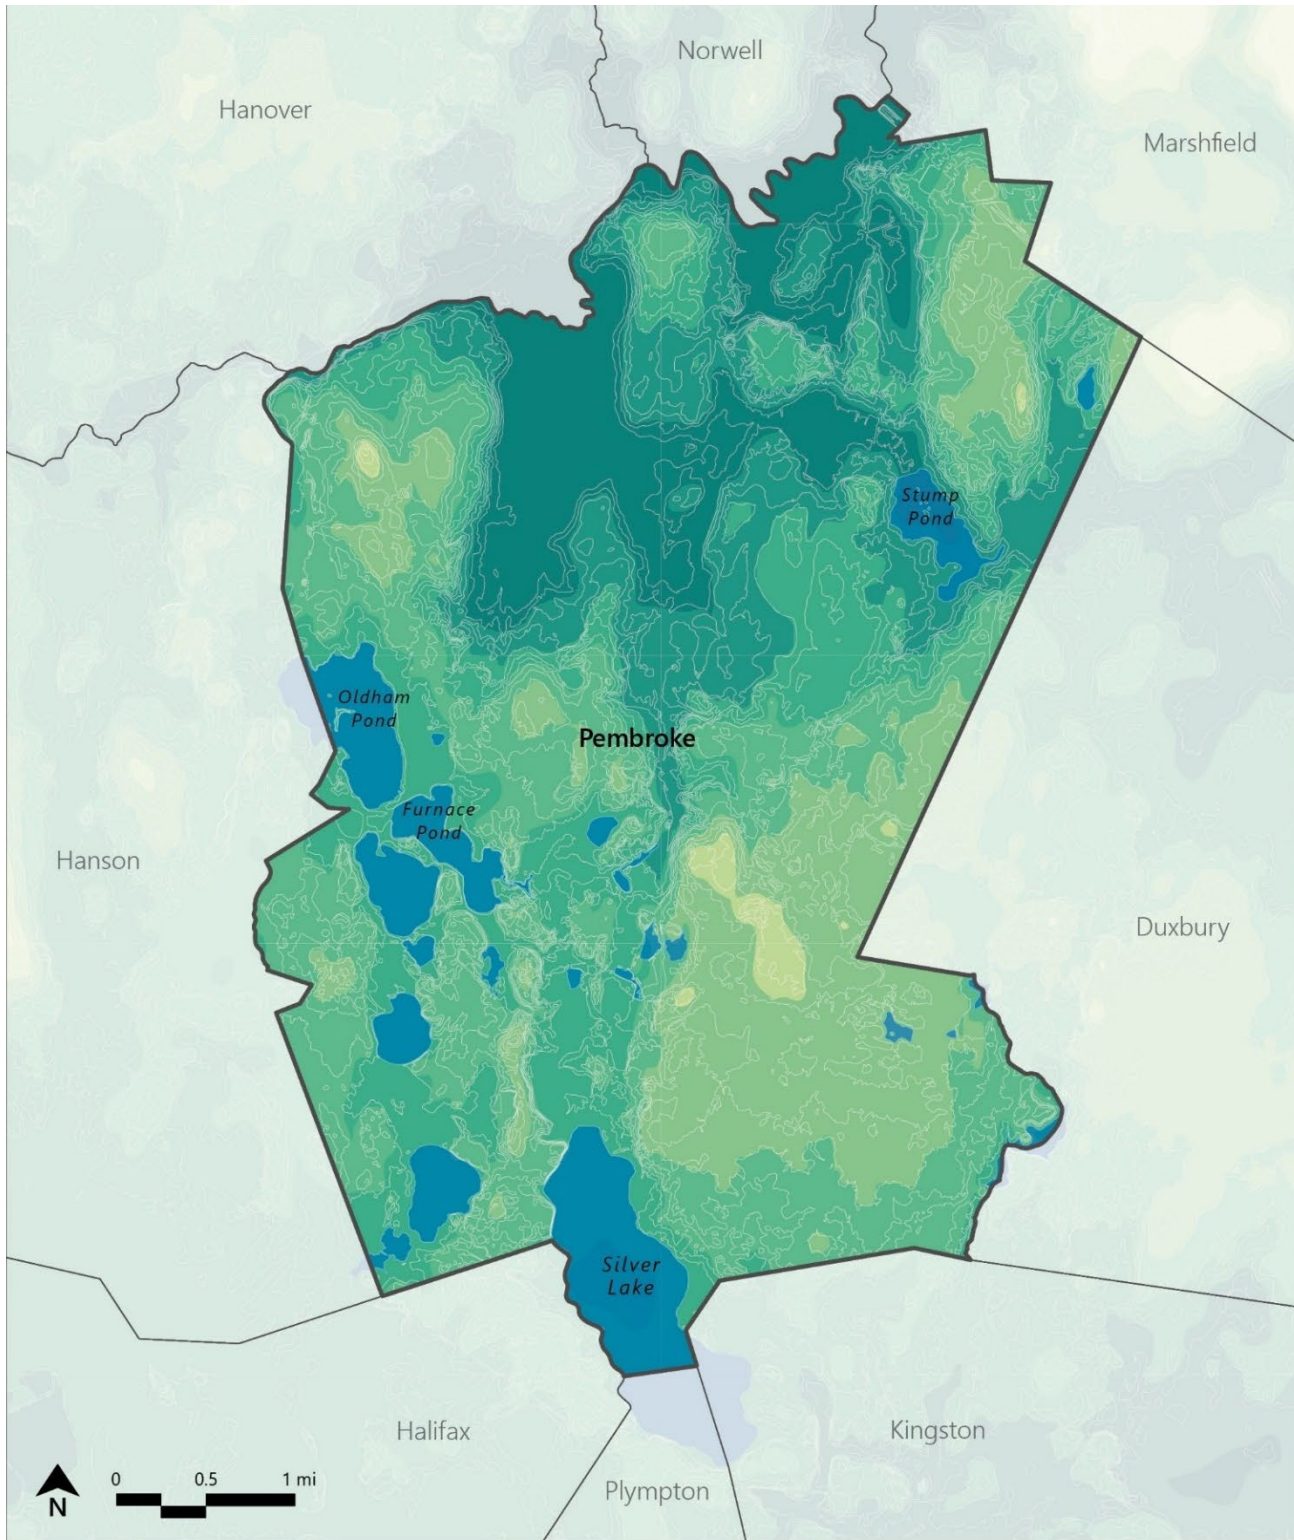 Norwell
Hanover
Marshfield
Stump
Pond
Oldham
Pond
Pembroke
Furnace
Pond
Hanson
Duxbury
Silver
Lake
Halifax
Kingston
Plympton
0 0.5 1 mi
N